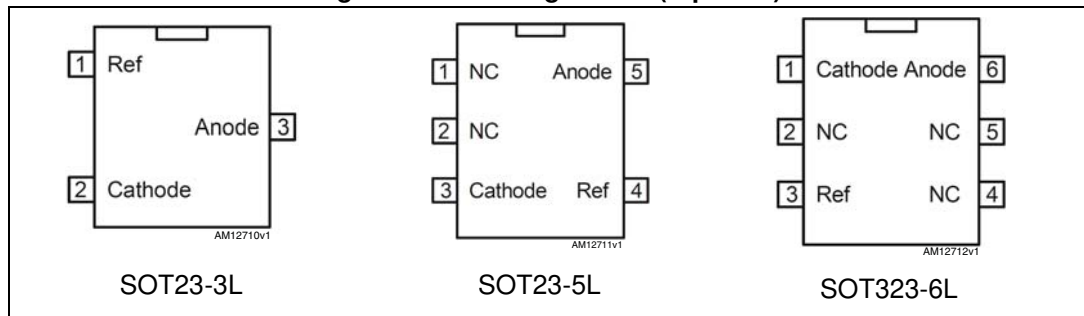 1 Ref
Anode 3
2 Cathode
AM12710v1
SOT23-3L
1 NC Anode 5
2 NC
3 Cathode Ref 4
AM12711v1
SOT23-5L
1 Cathode Anode 6
2 NC NC 5
3 Ref NC 4
AM12712v1
SOT323-6L